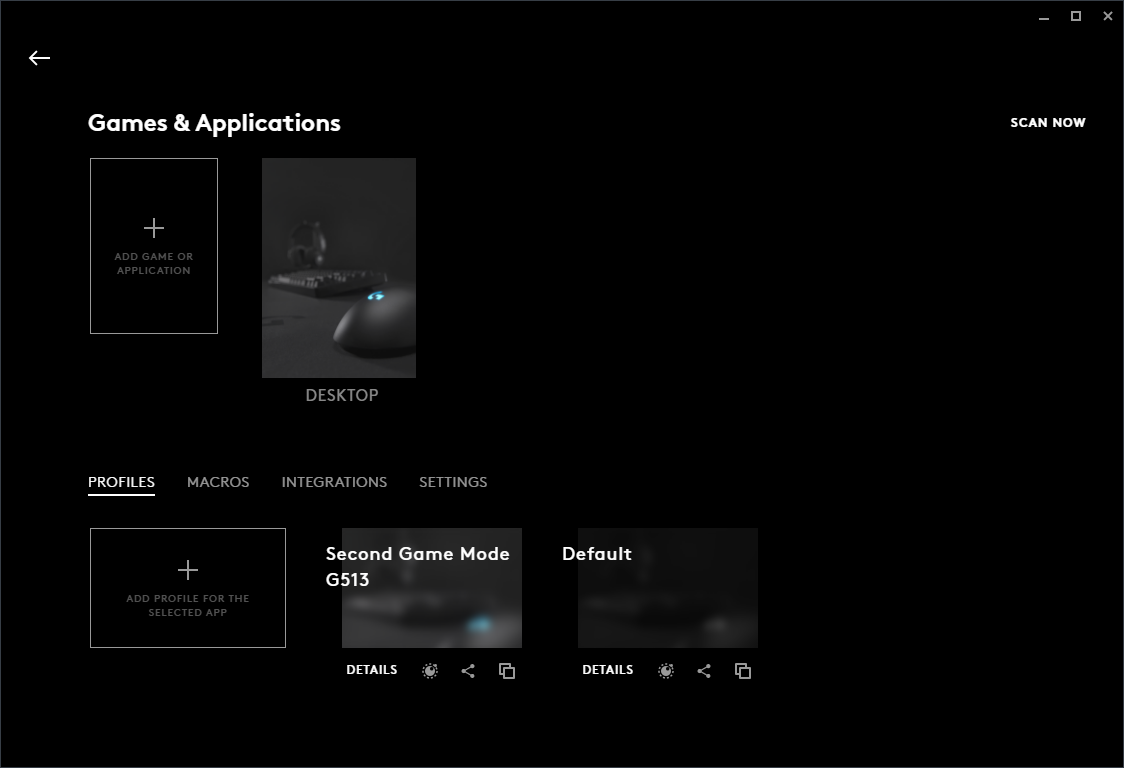 Games & Applications
SCAN NOW
ADD GAME OR
APPLICATION
DESKTOP
PROFILES
MACROS
INTEGRATIONS
SETTINGS
ADD PROFILE FOR THE
SELECTED APP
Second Game Mode
G513
DETAILS
Default
DETAILS